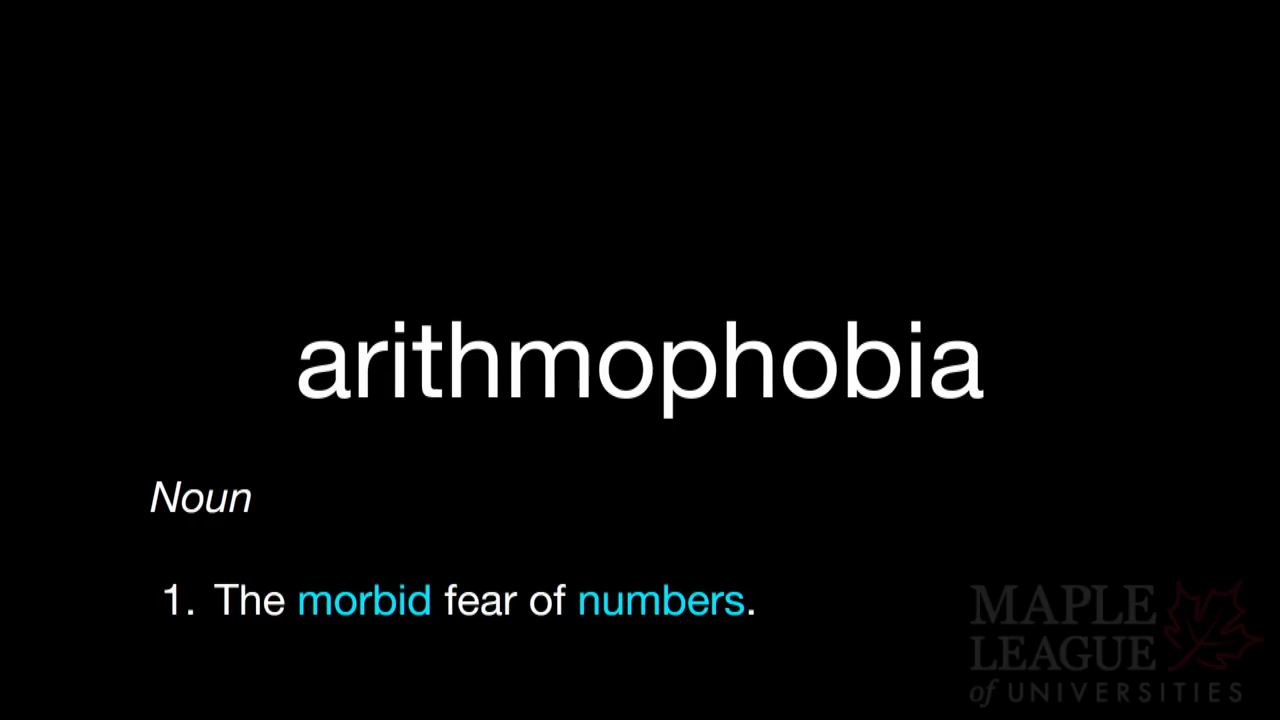 arithmophobia
Noun
1. The morbid fear of numbers.
MAPLE
LEAGUE
of UNIVERSITIES